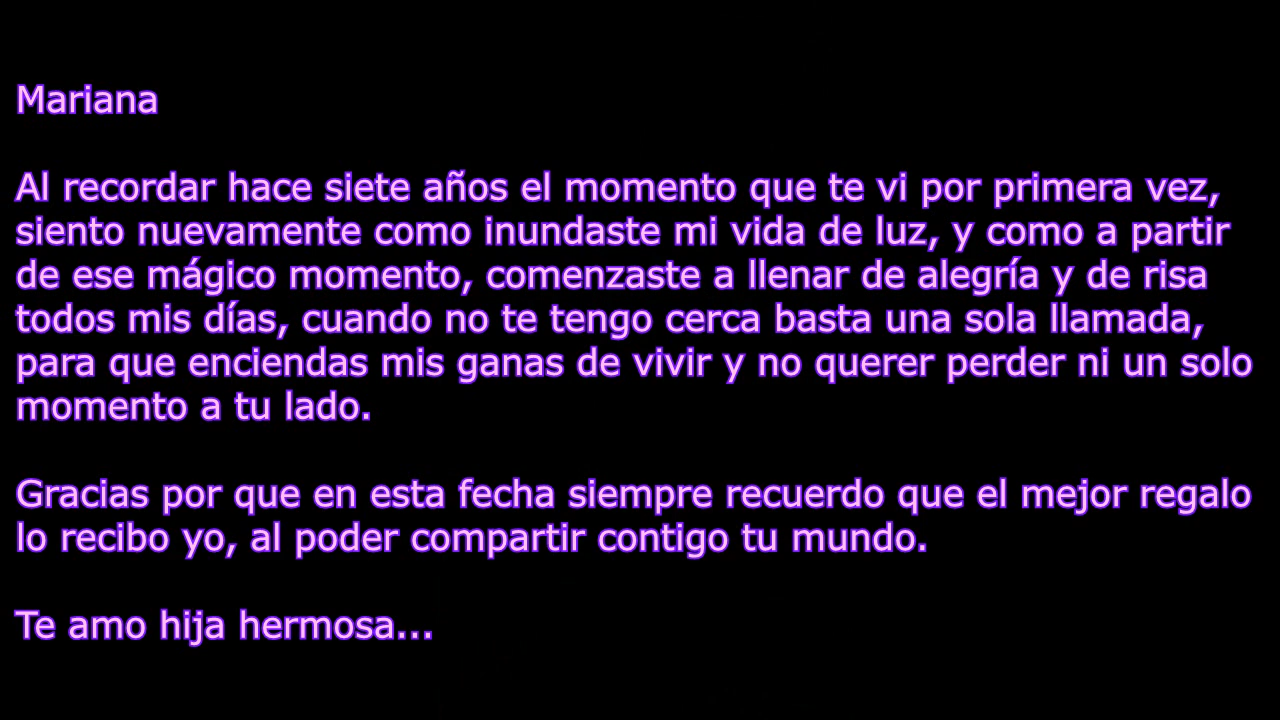 Mariana
Al recordar hace siete años el momento que te vi por primera vez,
siento nuevamente como inundaste mi vida de luz, y como a partir
de ese mágico momento, comenzaste a llenar de alegría y de risa
todos mis días, cuando no te tengo cerca basta una sola llamada,
para que enciendas mis ganas de vivir y no querer perder ni un solo
momento a tu lado.
Gracias por que en esta fecha siempre recuerdo que el mejor regalo
lo recibo yo, al poder compartir contigo tu mundo.
Te amo hija hermosa...